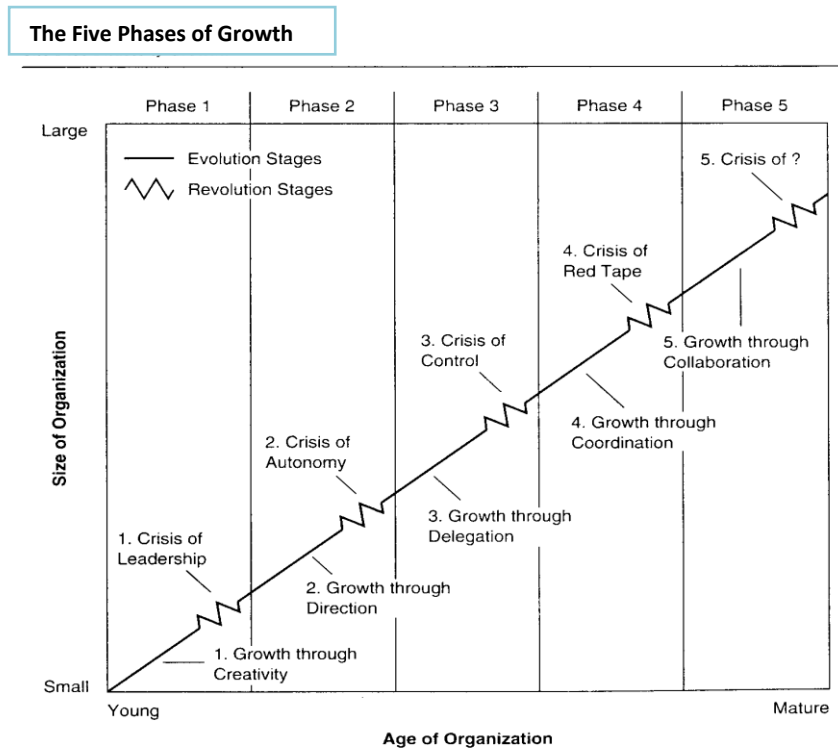 The Five Phases of Growth
Phase 1
Phase 2
Phase 3
Phase 4
Phase 5
Large
Evolution Stages
Revolution Stages
5. Crisis of ?
4. Crisis of
Red Tape
3. Crisis of
Control
5. Growth through
Collaboration
4. Growth through
Coordination
2. Crisis of
Autonomy
3. Growth through
Delegation
1. Crisis of
Leadership
2. Growth through
Direction
1. Growth through
Creativity
Size of Organization
Small
Young
Mature
Age of Organization